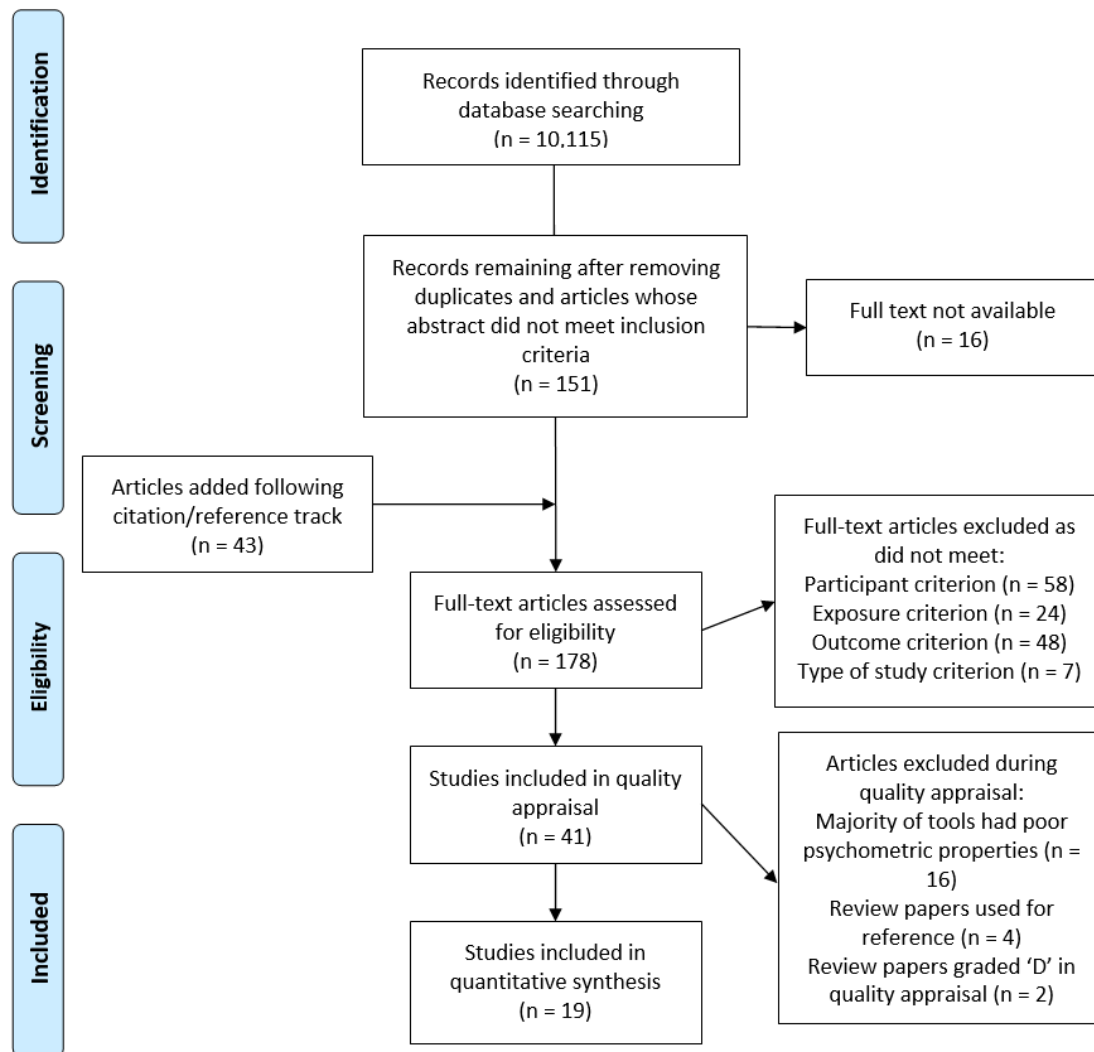 Identification
Records identified through
database searching
(n = 10,115)
Screening
Records remaining after removing
duplicates and articles whose
abstract did not meet inclusion
criteria
(n = 151)
Full text not available
(n = 16)
Articles added following
citation/reference track
(n = 43)
Eligibility
Full-text articles assessed
for eligibility
(n = 178)
Full-text articles excluded as
did not meet:
Participant criterion (n = 58)
Exposure criterion (n = 24)
Outcome criterion (n = 48)
Type of study criterion (n = 7)
Studies included in quality
appraisal
(n = 41)
Articles excluded during
quality appraisal:
Majority of tools had poor
psychometric properties (n =
16)
Review papers used for
reference (n = 4)
Review papers graded ‘D’ in
quality appraisal (n = 2)
Included
Studies included in
quantitative synthesis
(n = 19)